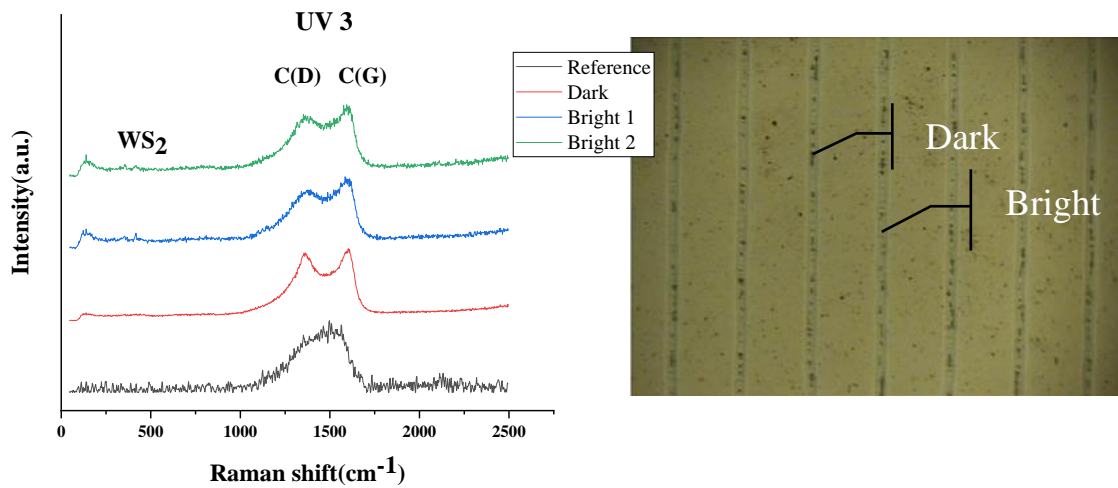 UV 3
C(D)
C(G)
WS2
Reference
Dark
Bright 1
Bright 2
Intensity(a.u.)
0
500
1000
1500
2000
2500
Raman shift(cm-1)
Dark
Bright